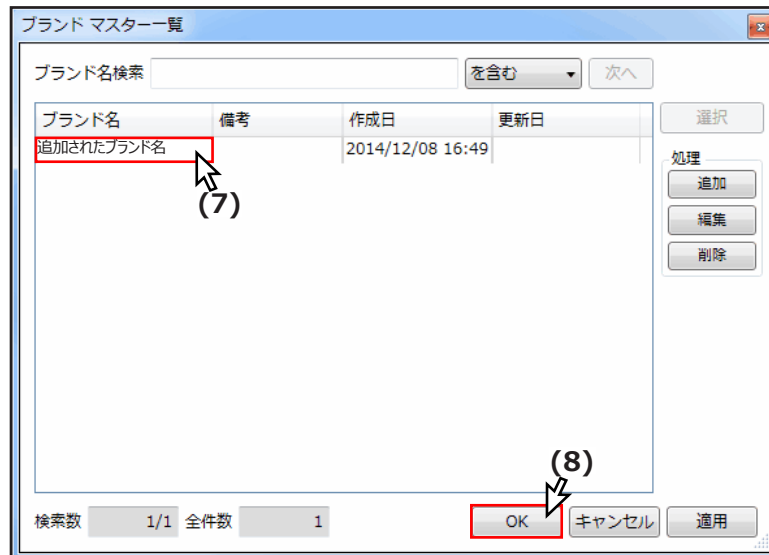 ブランド マスター一覧
ブランド名検索 を含む 次へ
ブランド名 備考 作成日 更新日 選択
追加されたブランド名 2014/12/08 16:49
処理
(7)
追加
編集
削除
(8)
検索数 1/1 全件数 1 OK キャンセル 適用